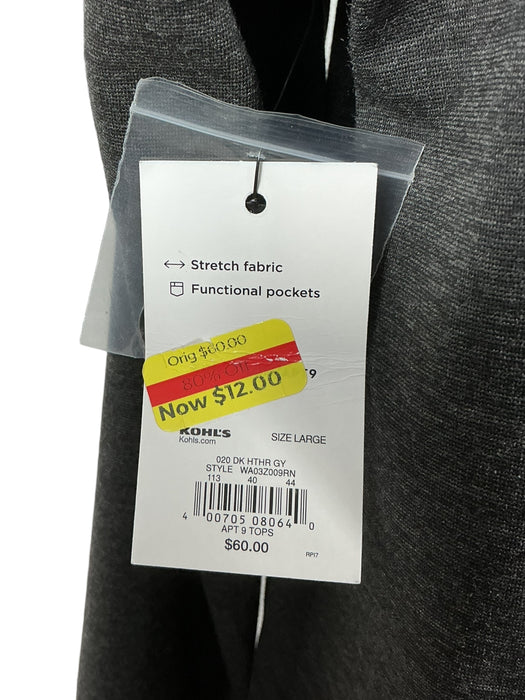 Stretch fabric
Functional pockets
Orig $60.00
80% Off
Now $12.00
9
KOHL'S
Kohls.com
SIZE LARGE
020 DK HTHR GY
STYLE WA03Z009RN
113 40 44
4 00705 08064 0
APT 9 TOPS
$60.00
RPI7